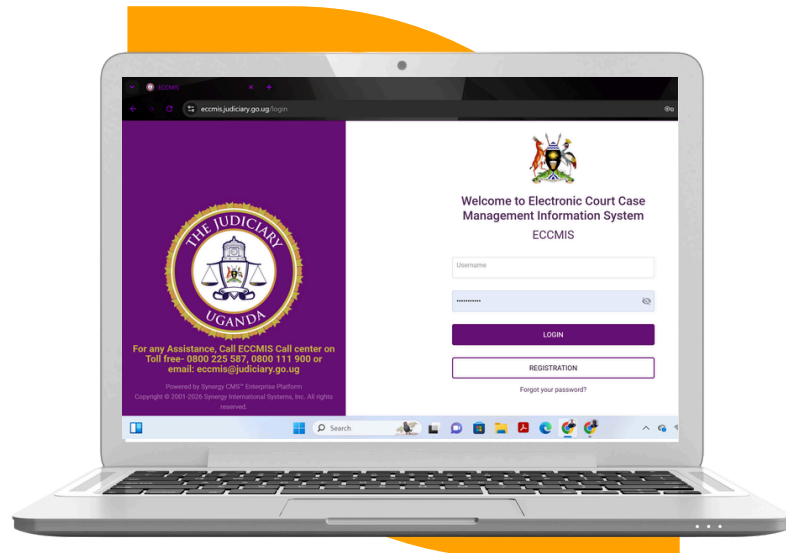 ECCMIS
eccmis.judiciary.go.ug/login
THE JUDICIARY
UGANDA
For any Assistance, Call ECCMIS Call center on
Toll free- 0800 225 587, 0800 111 900 or
email: eccmis@judiciary.go.ug
Powered by Synergy CMS™ Enterprise Platform
Copyright © 2001-2026 Synergy International Systems, Inc. All rights
reserved.
Welcome to Electronic Court Case
Management Information System
ECCMIS
Username
LOGIN
REGISTRATION
Forgot your password?
Search